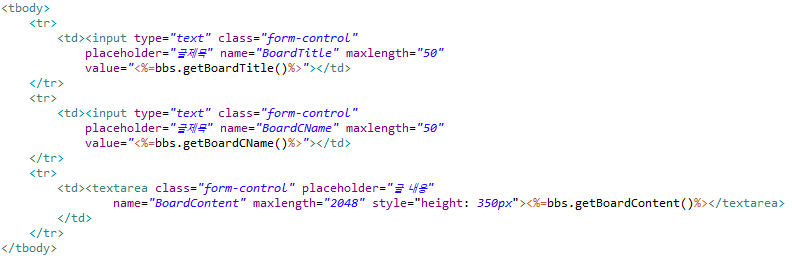 <tbody>
    <tr>
        <td><input type="text" class="form-control"
            placeholder="글제목" name="BoardTitle" maxlength="50"
            value="<%=bbs.getBoardTitle()%>"></td>
    </tr>
    <tr>
        <td><input type="text" class="form-control"
            placeholder="글제목" name="BoardCName" maxlength="50"
            value="<%=bbs.getBoardCName()%>"></td>
    </tr>
    <tr>
        <td><textarea class="form-control" placeholder="글 내용"
                name="BoardContent" maxlength="2048" style="height: 350px"><%=bbs.getBoardContent()%></textarea>
        </td>
    </tr>
</tbody>